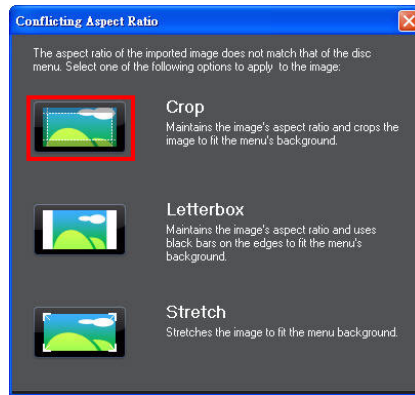 Conflicting Aspect Ratio
The aspect ratio of the
imported image does not match that of the disc
menu. Select one of the
following options to apply  to the image:
Crop
Maintains the image's aspect ratio and crops the
image to fit the menu's background.
Letterbox
Maintains the image's aspect ratio and uses
black bars on the edges to fit the menu's
background.
Stretch
Stretches the image to fit the menu background.